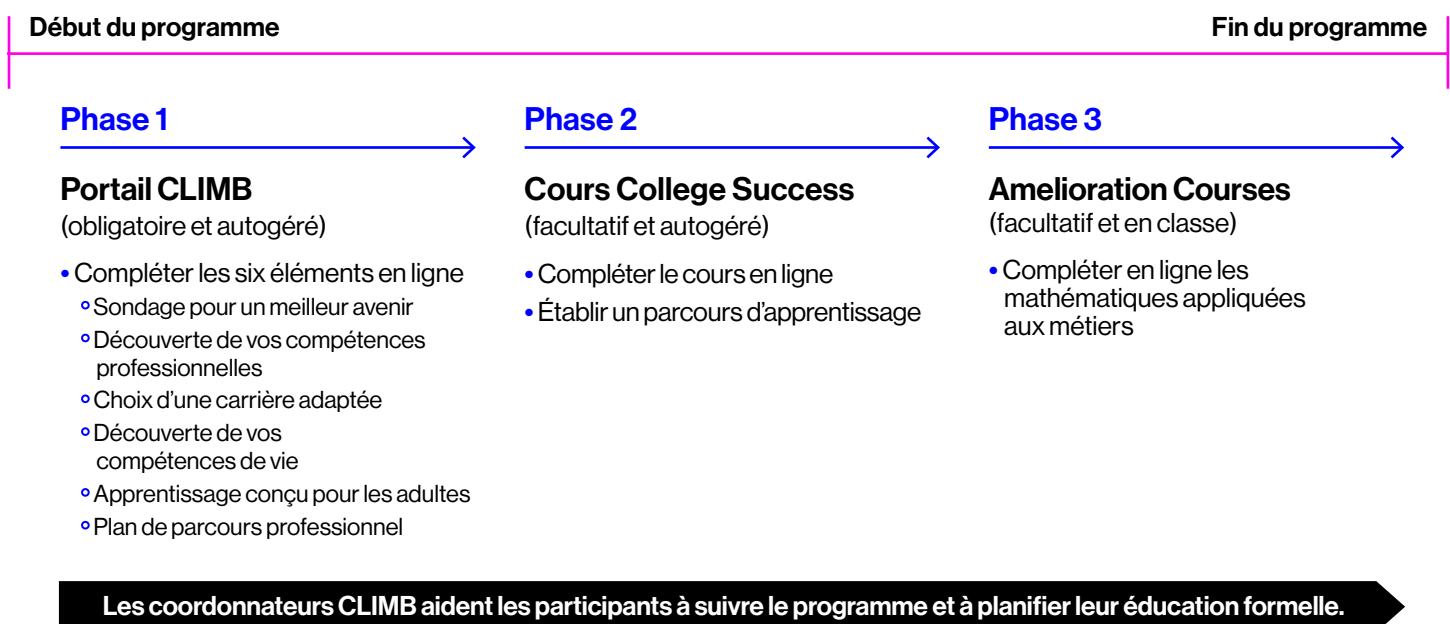 Début du programme
Fin du programme
Phase 1
Portail CLIMB
(obligatoire et autogéré)
• Compléter les six éléments en ligne
Sondage pour un meilleur avenir
Découverte de vos compétences
professionnelles
Choix d’une carrière adaptée
Découverte de vos
compétences de vie
Apprentissage conçu pour les adultes
Plan de parcours professionnel
Phase 2
Cours College Success
(facultatif et autogéré)
• Compléter le cours en ligne
• Établir un parcours d’apprentissage
Phase 3
Amelioration Courses
(facultatif et en classe)
• Compléter en ligne les
mathématiques appliquées
aux métiers
Les coordonnateurs CLIMB aident les participants à suivre le programme et à planifier leur éducation formelle.